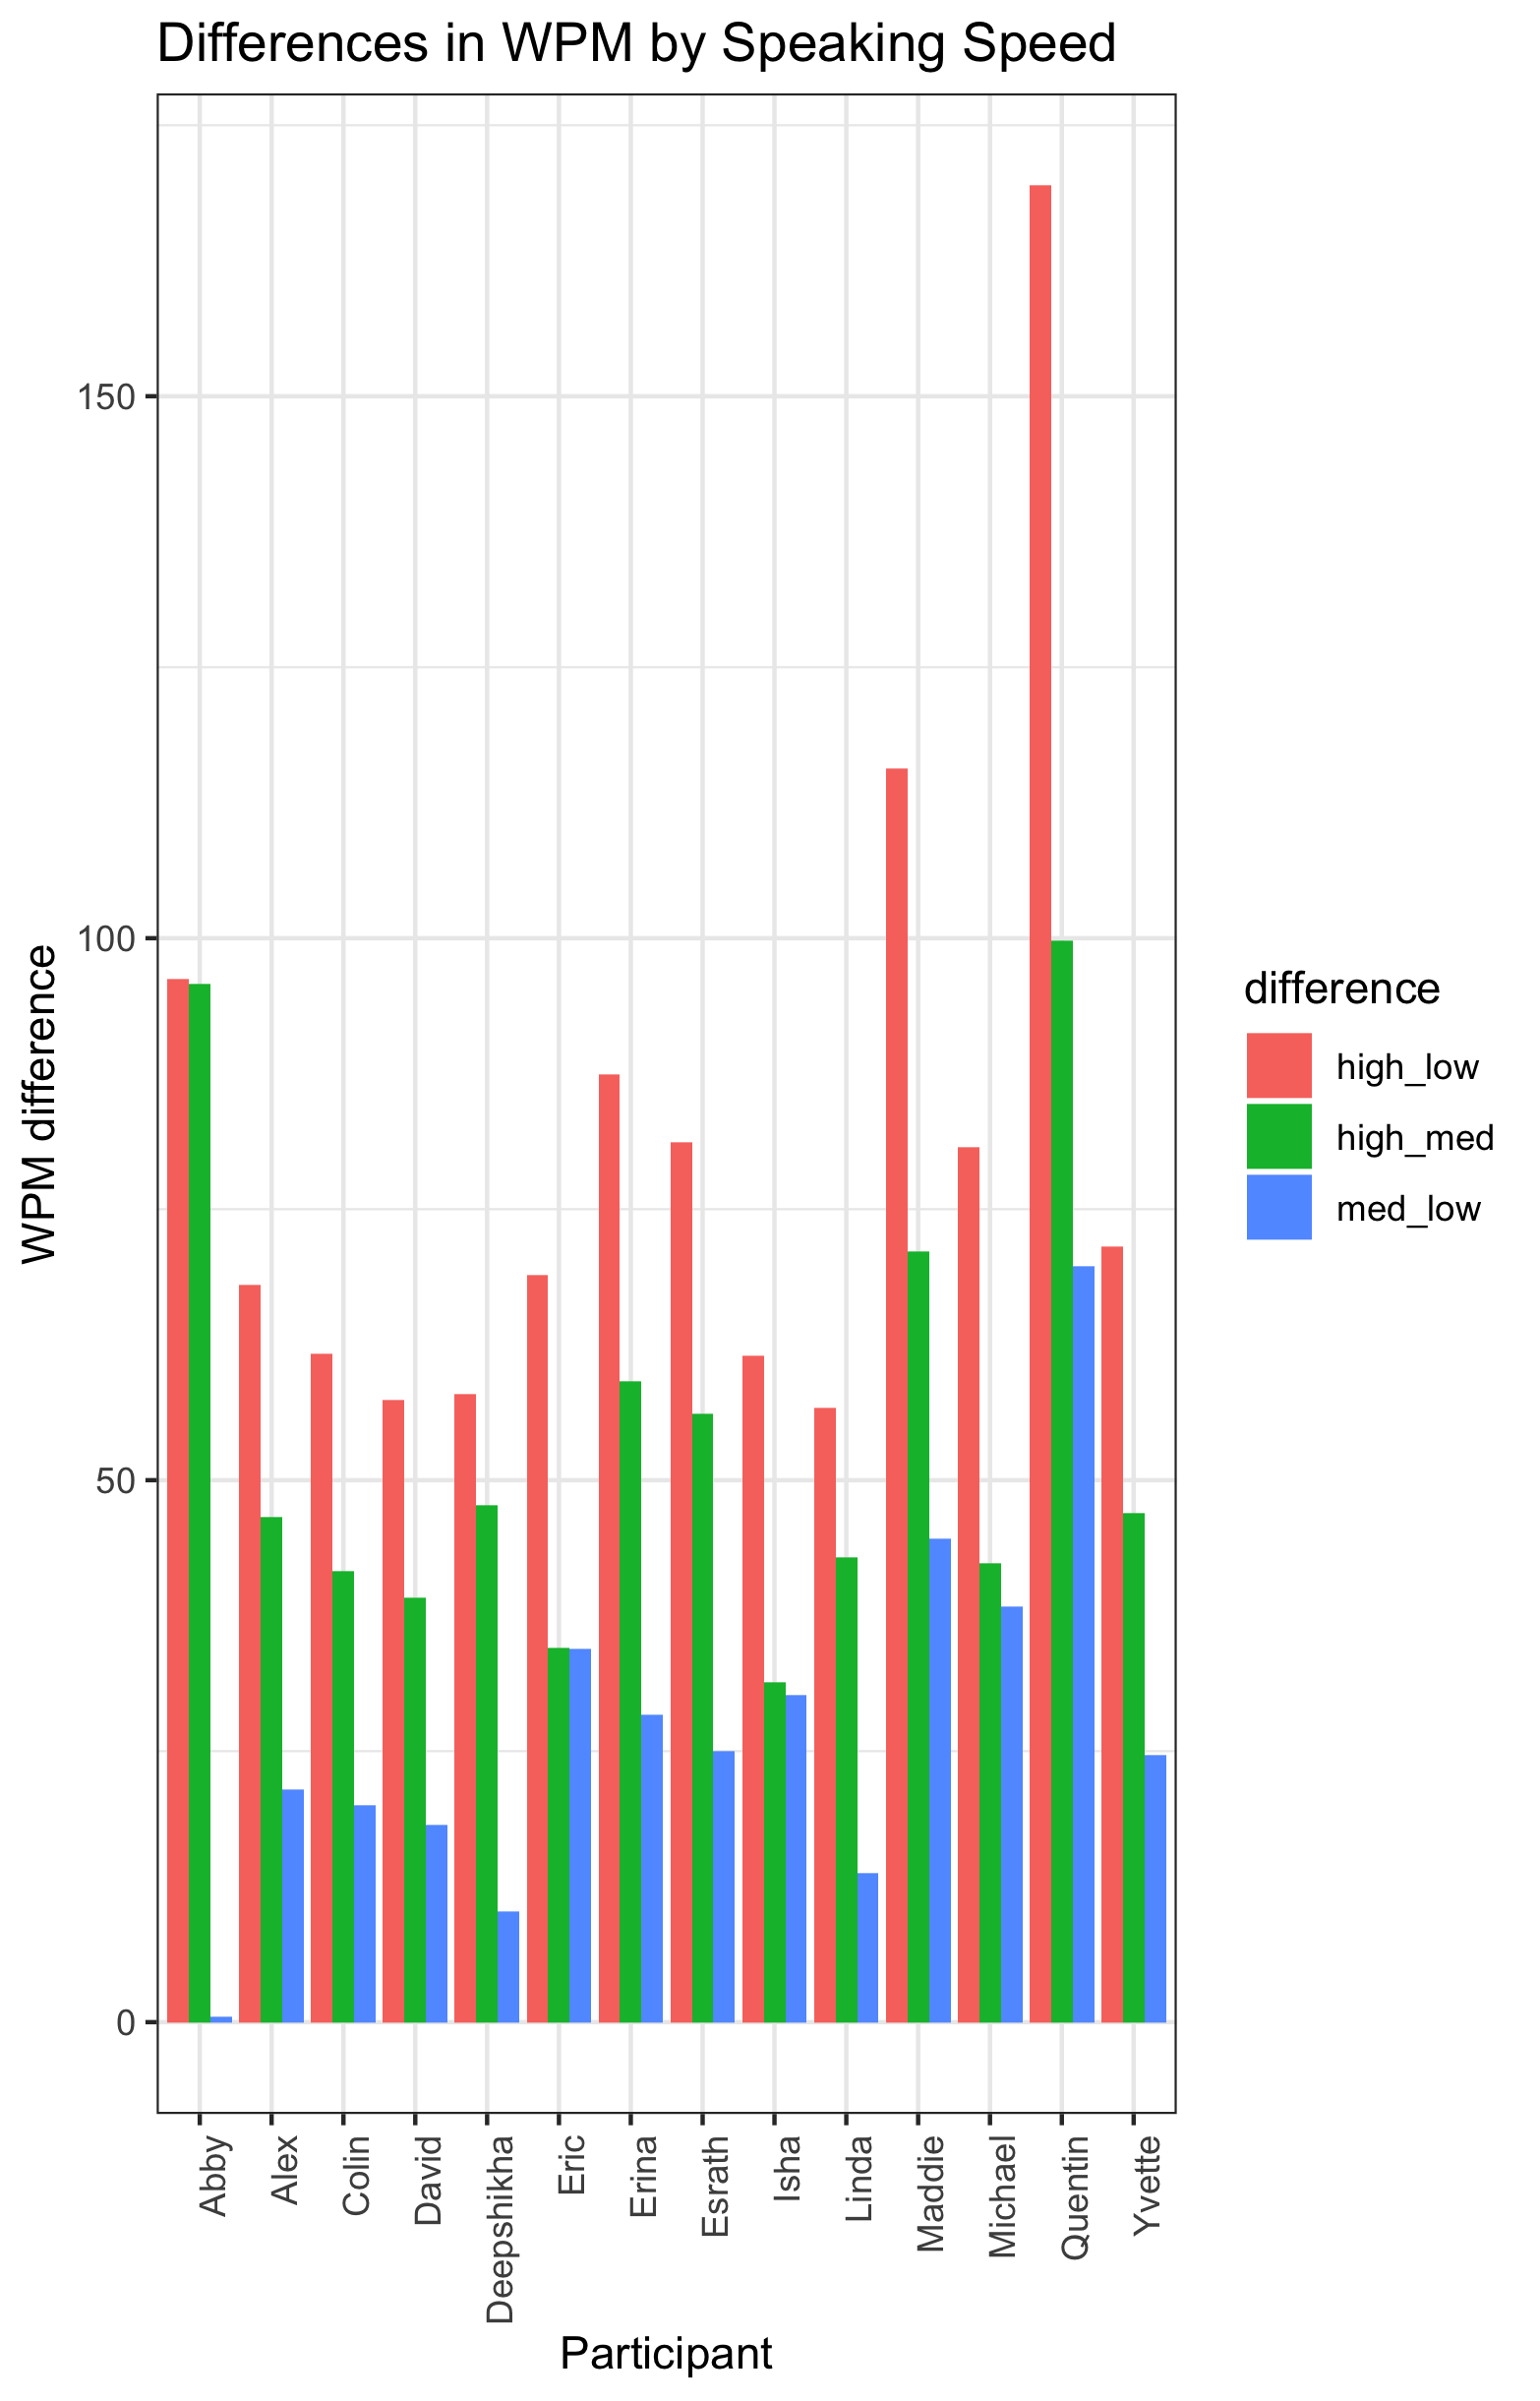 Differences in WPM by Speaking Speed
WPM difference
150
100
50
0
Abby
Alex
Colin
David
Deepshikha
Eric
Erina
Esrath
Isha
Linda
Maddie
Michael
Quentin
Yvette
Participant
difference
high_low
high_med
med_low